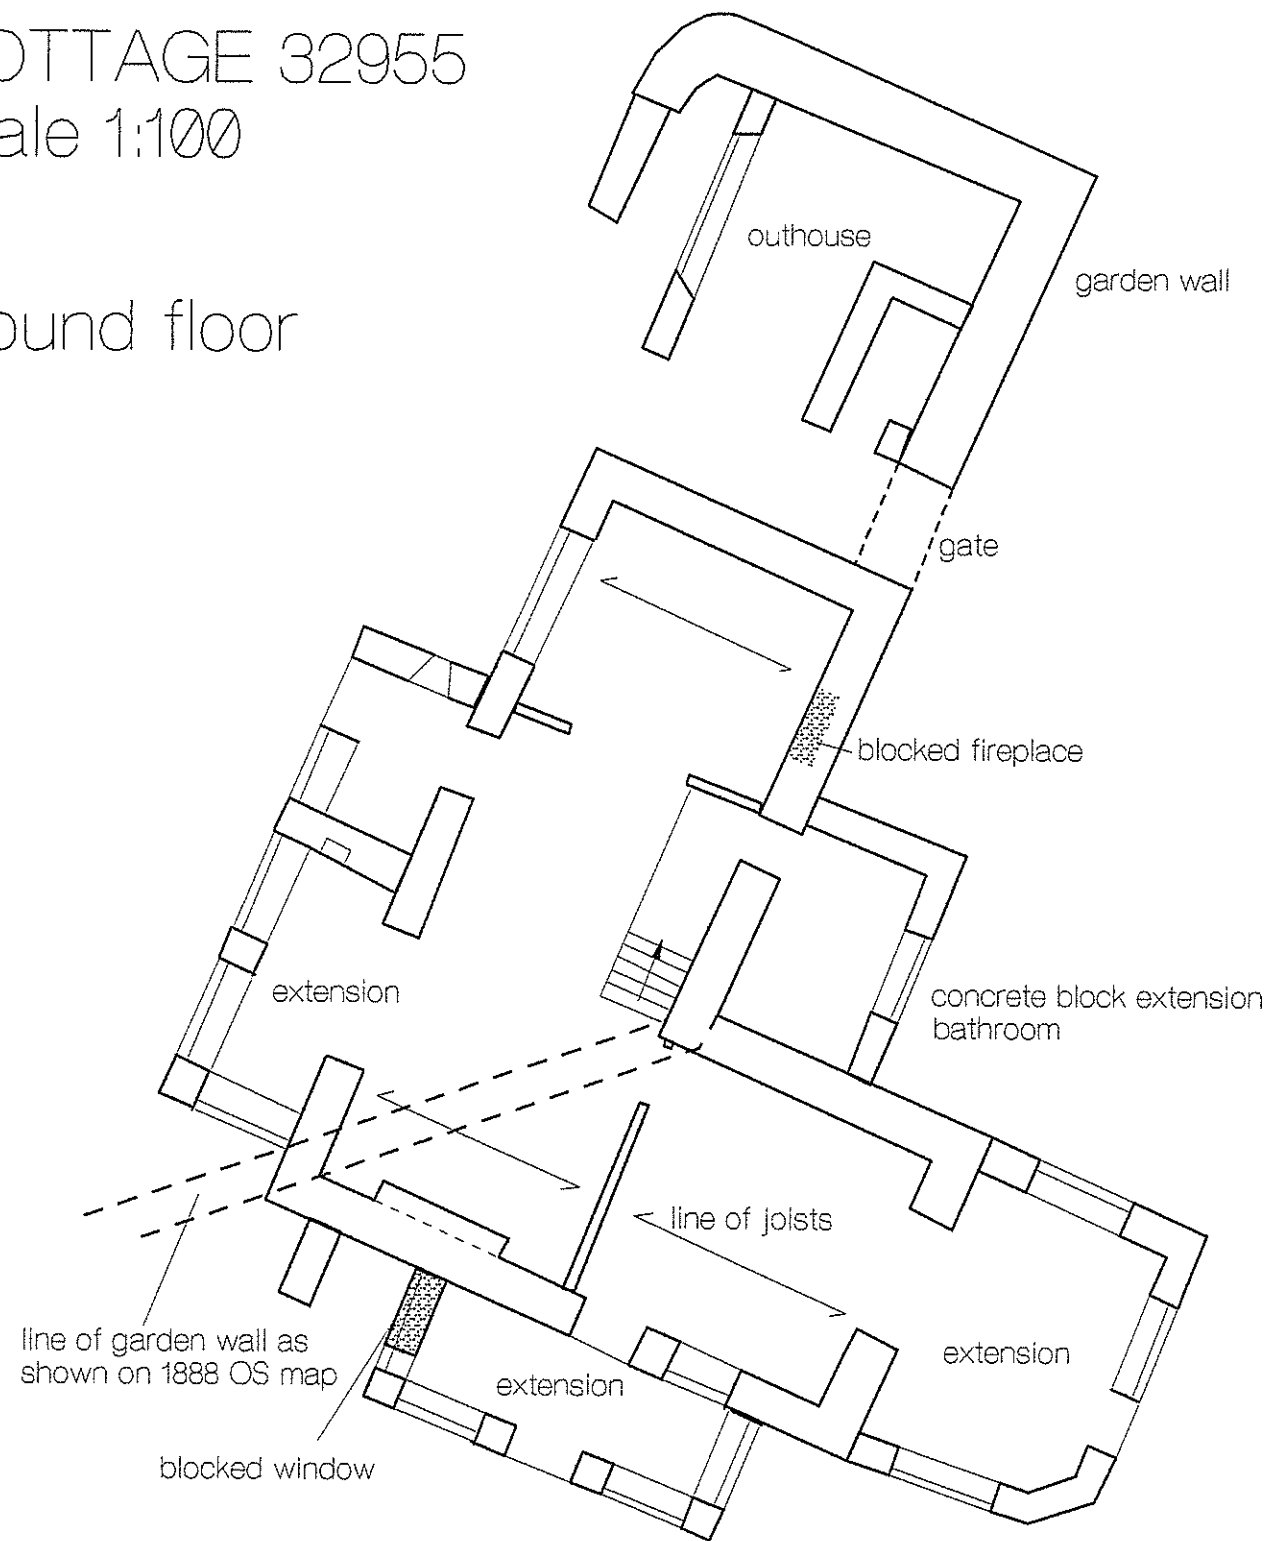 OTTAGE 32955
ale 1:100
ound floor
outhouse
garden wall
gate
blocked fireplace
extension
concrete block extension
bathroom
line of joists
line of garden wall as
shown on 1888 OS map
extension
extension
blocked window